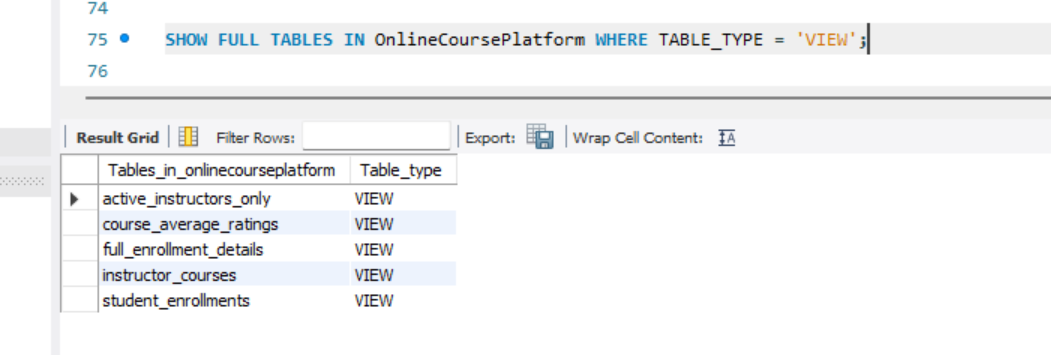 74
75 SHOW FULL TABLES IN OnlineCoursePlatform WHERE TABLE_TYPE = 'VIEW';
76
Result Grid Filter Rows: Export: Wrap Cell Content:
Tables_in_onlinecourseplatform Table_type
active_instructors_only VIEW
course_average_ratings VIEW
full_enrollment_details VIEW
instructor_courses VIEW
student_enrollments VIEW